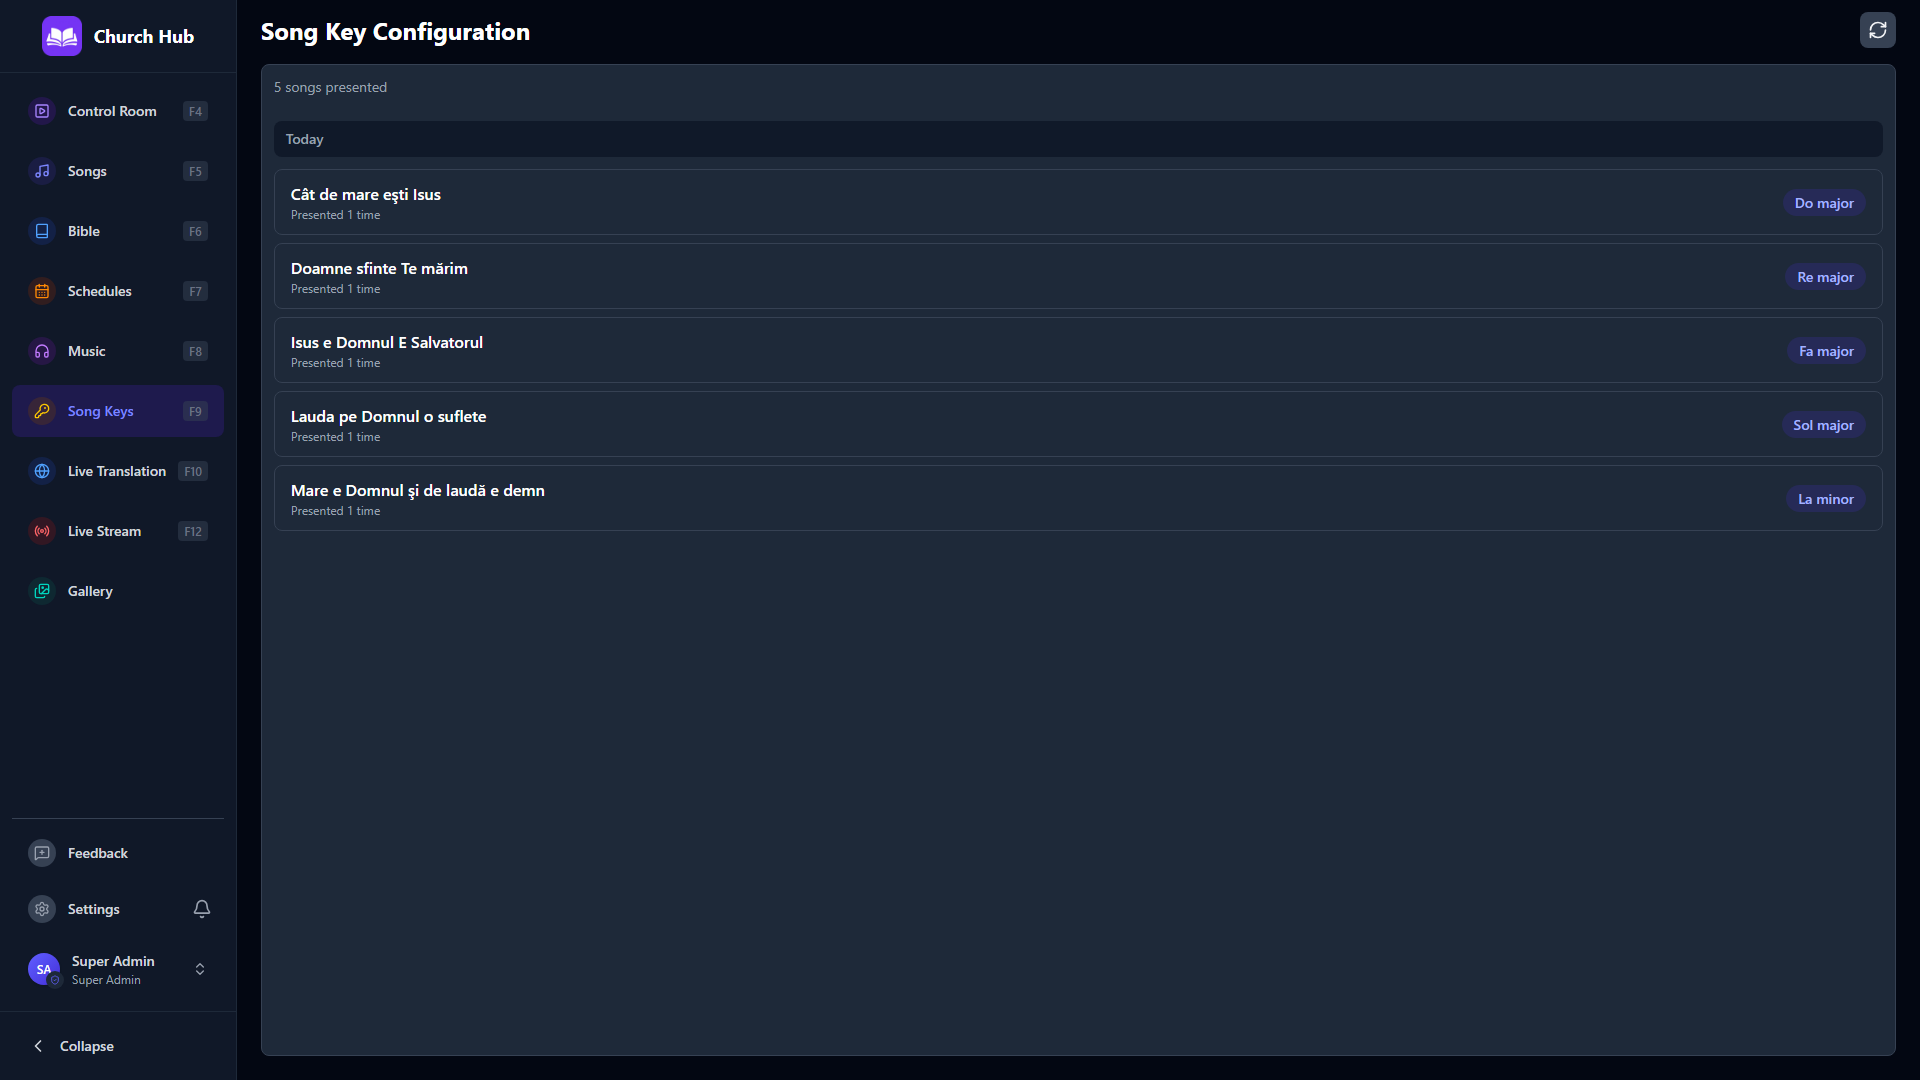 Church Hub
Control Room F4
Songs F5
Bible F6
Schedules F7
Music F8
Song Keys F9
Live Translation F10
Live Stream F12
Gallery
Feedback
Settings
SA Super Admin
Super Admin
Collapse
Song Key Configuration
5 songs presented
Today
Cât de mare eşti Isus
Presented 1 time
Do major
Doamne sfinte Te mărim
Presented 1 time
Re major
Isus e Domnul E Salvatorul
Presented 1 time
Fa major
Lauda pe Domnul o suflete
Presented 1 time
Sol major
Mare e Domnul şi de laudă e demn
Presented 1 time
La minor